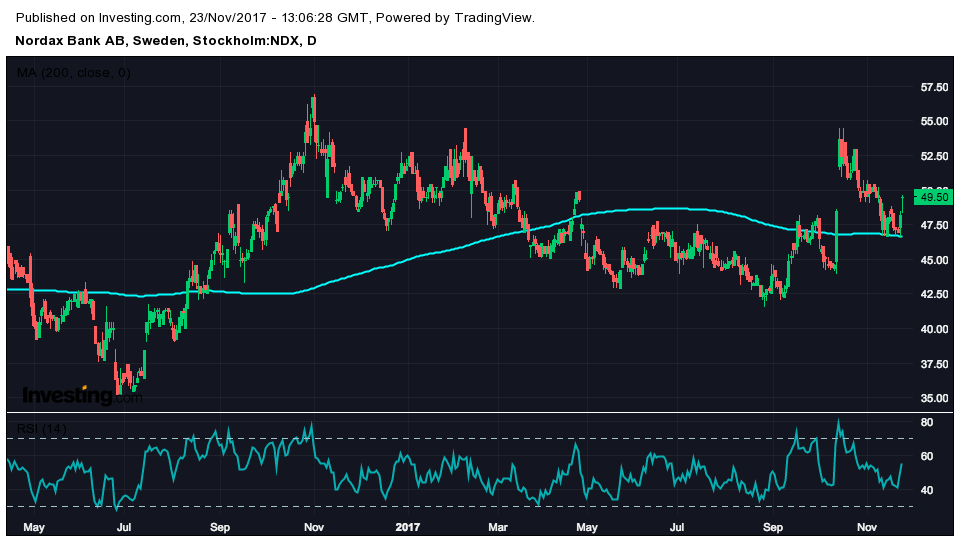 Published on Investing.com, 23/Nov/2017 - 13:06:28 GMT, Powered by TradingView.
Nordax Bank AB, Sweden, Stockholm:NDX, D
MA (200, close, 0)
57.50
55.00
52.50
50.00
49.50
47.50
45.00
42.50
40.00
37.50
35.00
Investing.com
RSI (14)
80
60
40
May Jul Sep Nov 2017 Mar May Jul Sep Nov